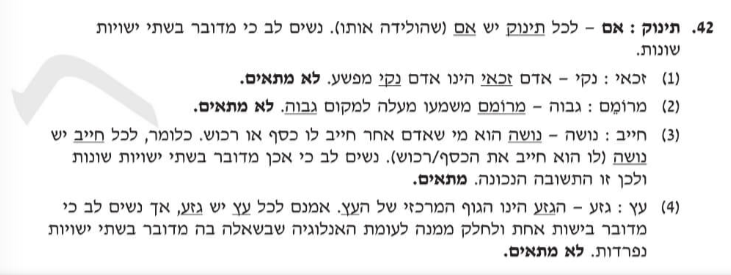 42. תינוק : אם – לכל תינוק יש אם (שהולידה אותו). נשים לב כי מדובר בשתי ישויות
שונות.
(1) זכאי : נקי – אדם זכאי הינו אדם נקי מפשע. לא מתאים.
(2) מרוֹמָם : גבוה – מרומם משמעו מעלה למקום גבוה. לא מתאים.
(3) חייב : נושה – נושה הוא מי שאדם אחר חייב לו כסף או רכוש. כלומר, לכל חייב יש
נושה (לו הוא חייב את הכסף/רכוש). נשים לב כי אכן מדובר בשתי ישויות שונות
ולכן זו התשובה הנכונה. מתאים.
(4) עץ : גזע – הגזע הינו הגוף המרכזי של העץ. אמנם לכל עץ יש גזע, אך נשים לב כי
מדובר בישות אחת ולחלק ממנה לעומת האנלוגיה שבשאלה בה מדובר בשתי ישויות
נפרדות. לא מתאים.